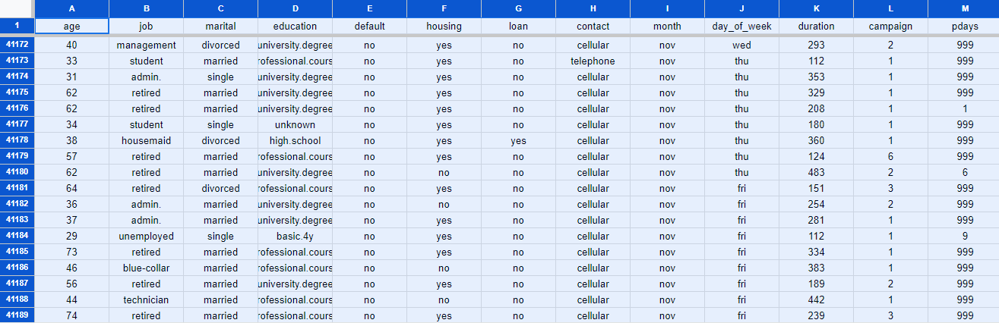 A B C D E F G H I J K L M
1 age job marital education default housing loan contact month day_of_week duration campaign pdays
41172 40 management divorced university.degree no yes no cellular nov wed 293 2 999
41173 33 student married rofessional.cours no yes no telephone nov thu 112 1 999
41174 31 admin. single university.degree no yes no cellular nov thu 353 1 999
41175 62 retired married university.degree no yes no cellular nov thu 329 1 999
41176 62 retired married university.degree no yes no cellular nov thu 208 1 1
41177 34 student single unknown no yes no cellular nov thu 180 1 999
41178 38 housemaid divorced high.school no yes yes cellular nov thu 360 1 999
41179 57 retired married rofessional.cours no yes no cellular nov thu 124 6 999
41180 62 retired married university.degree no no no cellular nov thu 483 2 6
41181 64 retired divorced rofessional.cours no yes no cellular nov fri 151 3 999
41182 36 admin. married university.degree no no no cellular nov fri 254 2 999
41183 37 admin. married university.degree no yes no cellular nov fri 281 1 999
41184 29 unemployed single basic.4y no yes no cellular nov fri 112 1 9
41185 73 retired married rofessional.cours no yes no cellular nov fri 334 1 999
41186 46 blue-collar married rofessional.cours no no no cellular nov fri 383 1 999
41187 56 retired married university.degree no yes no cellular nov fri 189 2 999
41188 44 technician married rofessional.cours no no no cellular nov fri 442 1 999
41189 74 retired married rofessional.cours no yes no cellular nov fri 239 3 999